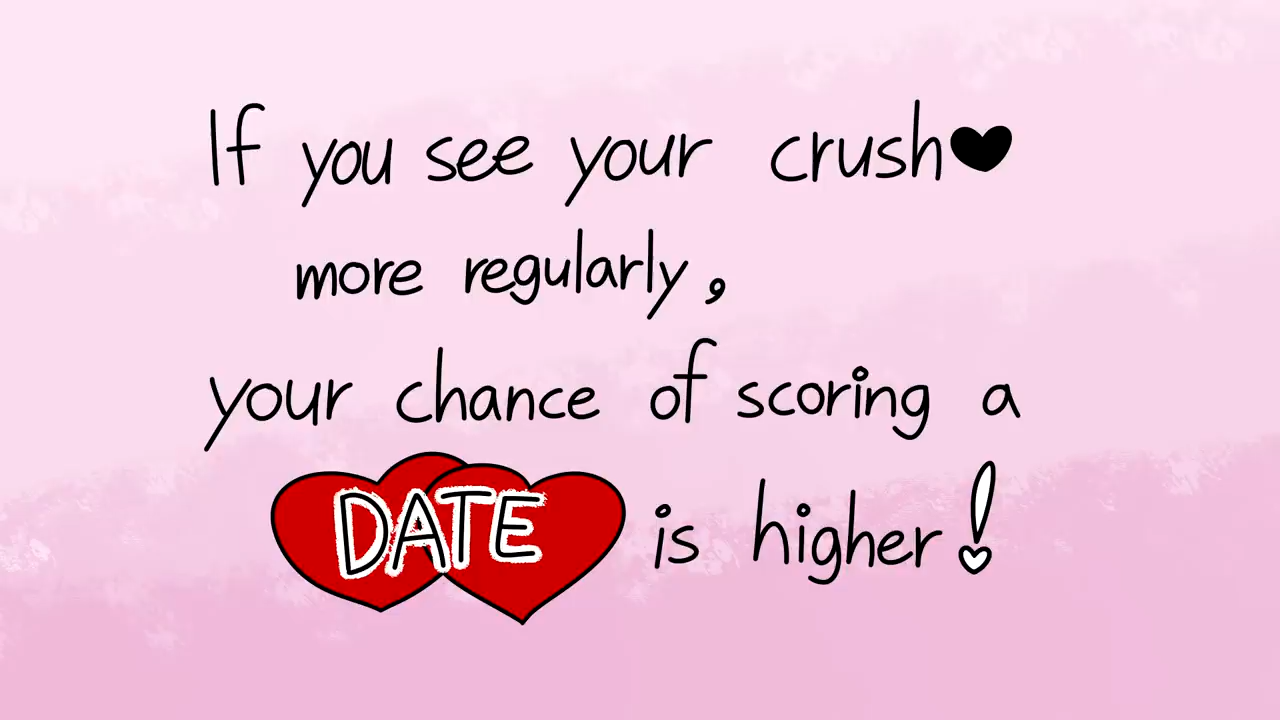 If you see your crush♥
more regularly,
your chance of scoring a
DATE is higher!